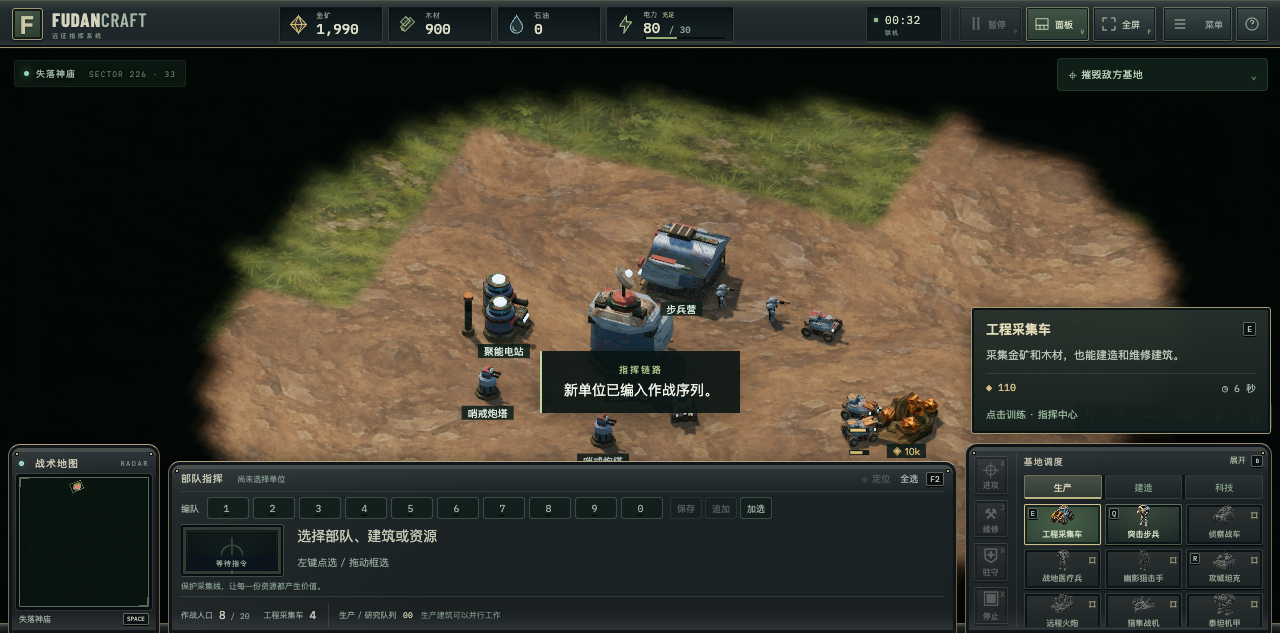 F FUDANCRAFT
远征指挥系统
金矿 1,990
木材 900
石油 0
电力 充足 80 / 30
00:32
联机
暂停 P
面板 V
全屏 F
菜单
?
失落神庙 SECTOR 226 · 33
摧毁敌方基地
步兵营
聚能电站
哨戒炮塔
指挥链路
新单位已编入作战序列。
哨戒炮塔
10k
工程采集车 E
采集金矿和木材，也能建造和维修建筑。
110 6 秒
点击训练 · 指挥中心
战术地图 RADAR
失落神庙 SPACE
部队指挥 尚未选择单位 定位 全选 F2
编队 1 2 3 4 5 6 7 8 9 0 保存 追加 加选
等待指令
选择部队、建筑或资源
左键点选 / 拖动框选
保护采集线，让每一份资源都产生价值。
作战人口 8 / 20 工程采集车 4 生产 / 研究队列 00 生产建筑可以并行工作
进攻
维修
驻守
停止
基地调度 展开 B
生产 建造 科技
E 工程采集车
Q 突击步兵
侦察战车
战地医疗兵
幽影狙击手
R 攻城坦克
远程火炮
猎隼战机
泰坦机甲